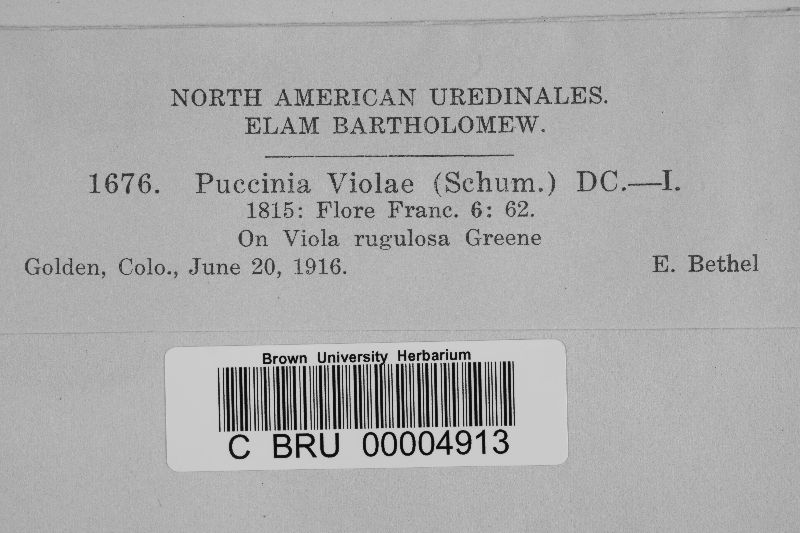 NORTH AMERICAN UREDINALES.
ELAM BARTHOLOMEW.
1676. Puccinia Violae (Schum.) DC.—I.
1815: Flore Franc. 6: 62.
On Viola rugulosa Greene
Golden, Colo., June 20, 1916. E. Bethel
Brown University Herbarium
C BRU 00004913